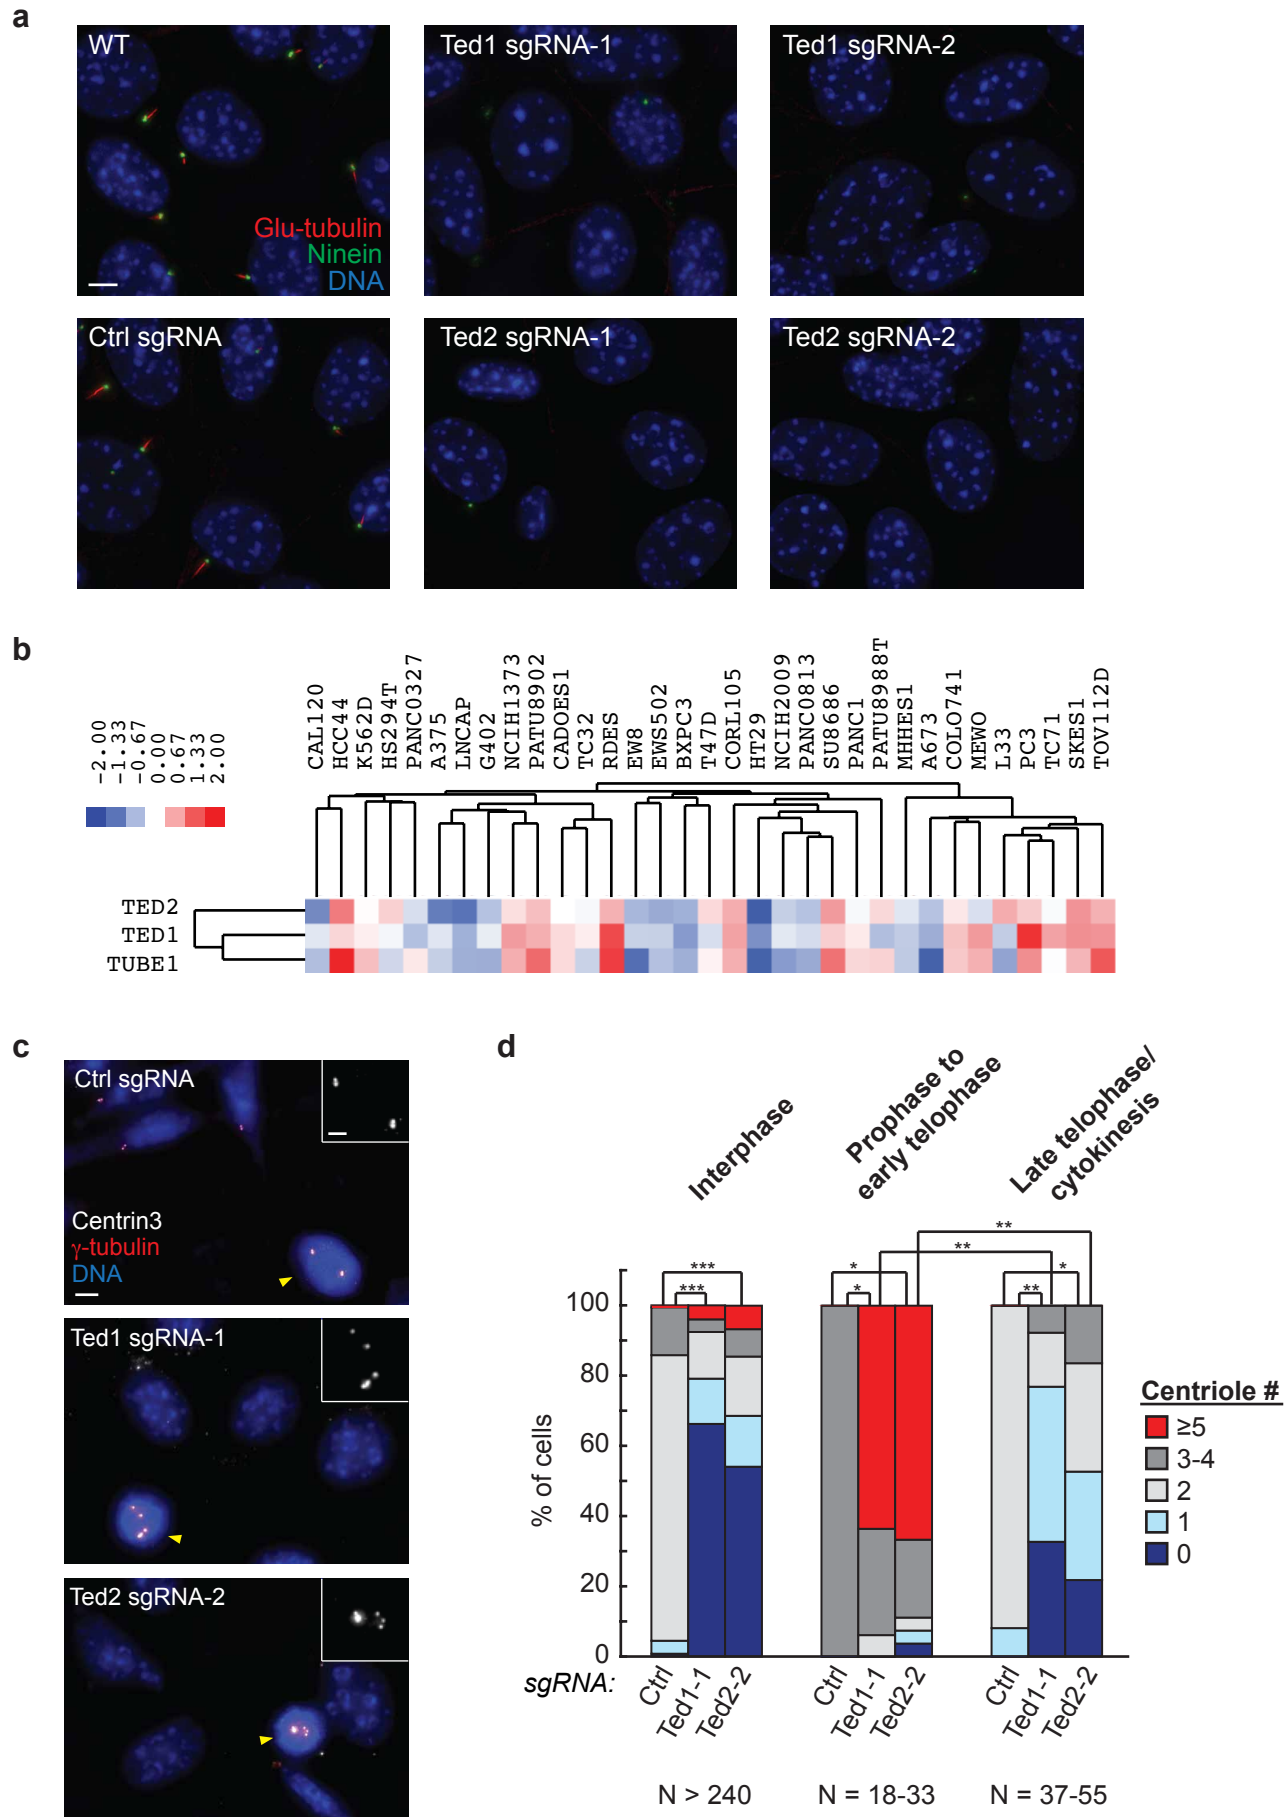 a
WT
Ted1 sgRNA-1
Ted1 sgRNA-2
Glu-tubulin
Ninein
DNA
Ctrl sgRNA
Ted2 sgRNA-1
Ted2 sgRNA-2
b
-2.00
-1.33
-0.67
0.00
0.67
1.33
2.00
CAL120
HCC44
K562D
HS294T
PANC0327
A375
LNCAP
G402
NCIH1373
PATU8902
CADOES1
TC32
RDES
EW8
EWS502
BXPC3
T47D
CORL105
HT29
NCIH2009
PANC0813
SU8686
PANC1
PATU8988T
MHHES1
A673
COLO741
MEWO
L33
PC3
TC71
SKES1
TOV112D
TED2
TED1
TUBE1
c
Ctrl sgRNA
Centrin3
γ-tubulin
DNA
Ted1 sgRNA-1
Ted2 sgRNA-2
d
Interphase
Prophase to
early telophase
Late telophase/
cytokinesis
***
***
*
*
**
**
**
*
% of cells
100
80
60
40
20
0
Centriole #
≥5
3-4
2
1
0
sgRNA:
Ctrl
Ted1-1
Ted2-2
Ctrl
Ted1-1
Ted2-2
Ctrl
Ted1-1
Ted2-2
N > 240
N = 18-33
N = 37-55